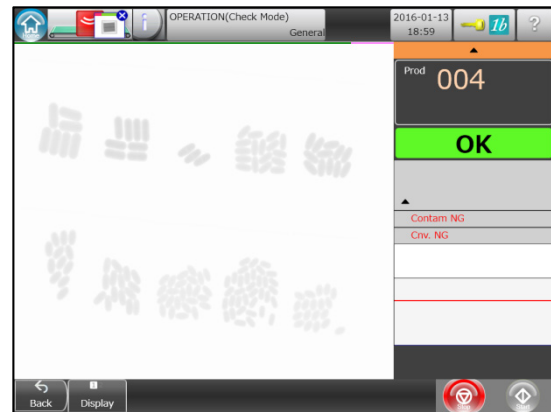 OPERATION(Check Mode)
General
2016-01-13
18:59
1b
?
Prod
004
OK
Contam NG
Cnv. NG
Back
1
Display